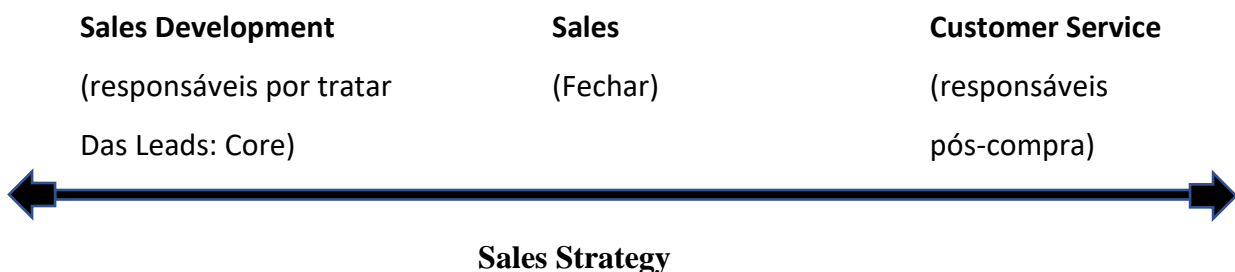 Sales Development Sales Customer Service
(responsáveis por tratar (Fechar) (responsáveis
Das Leads: Core) pós-compra)
Sales Strategy